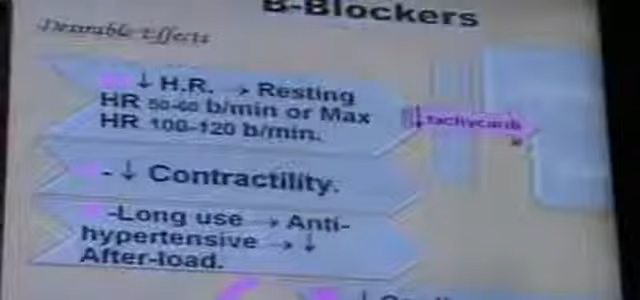 B-Blockers
Desirable Effects
↓ H.R. → Resting
HR 50-60 b/min or Max
HR 100-120 b/min.
↓
- ↓ Contractility.
-Long use → Anti-
hypertensive → ↓
After-load.
↓